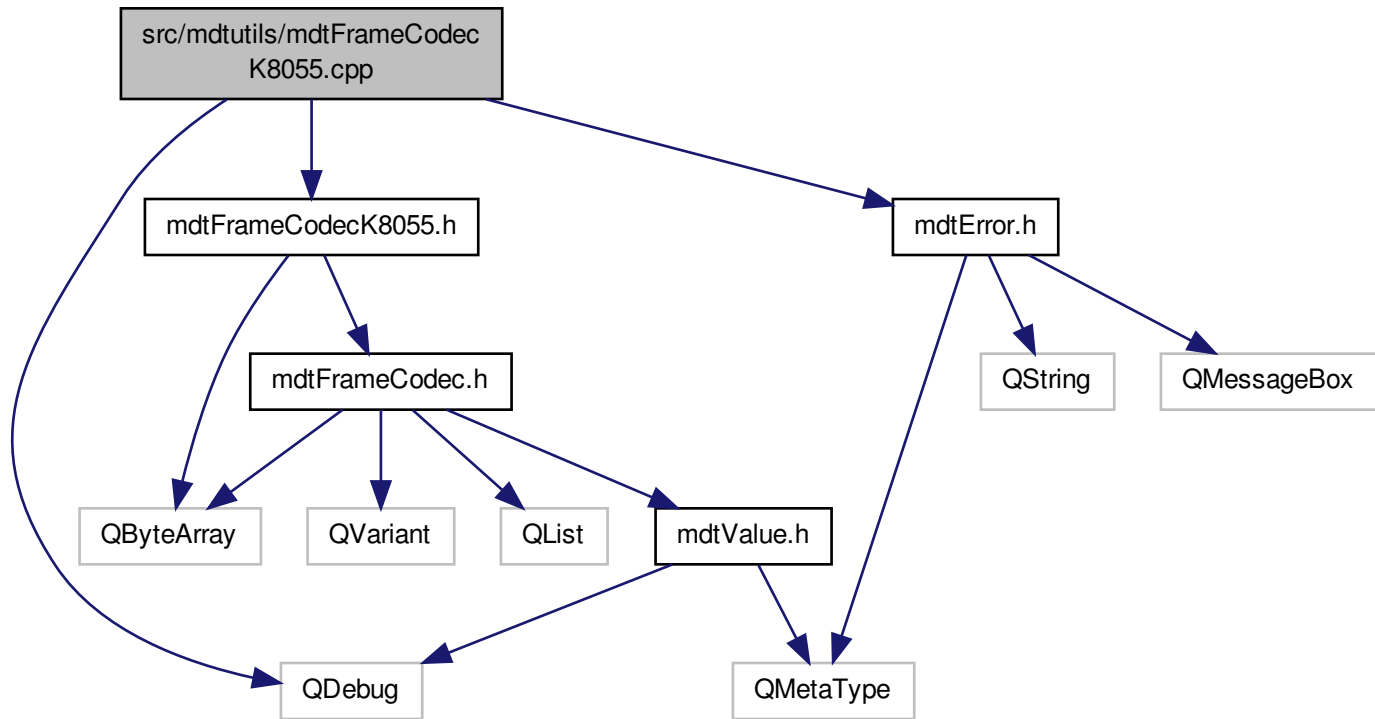 src/mdtutils/mdtFrameCodec
K8055.cpp
mdtFrameCodecK8055.h
mdtError.h
mdtFrameCodec.h
QString
QMessageBox
QByteArray
QVariant
QList
mdtValue.h
QDebug
QMetaType